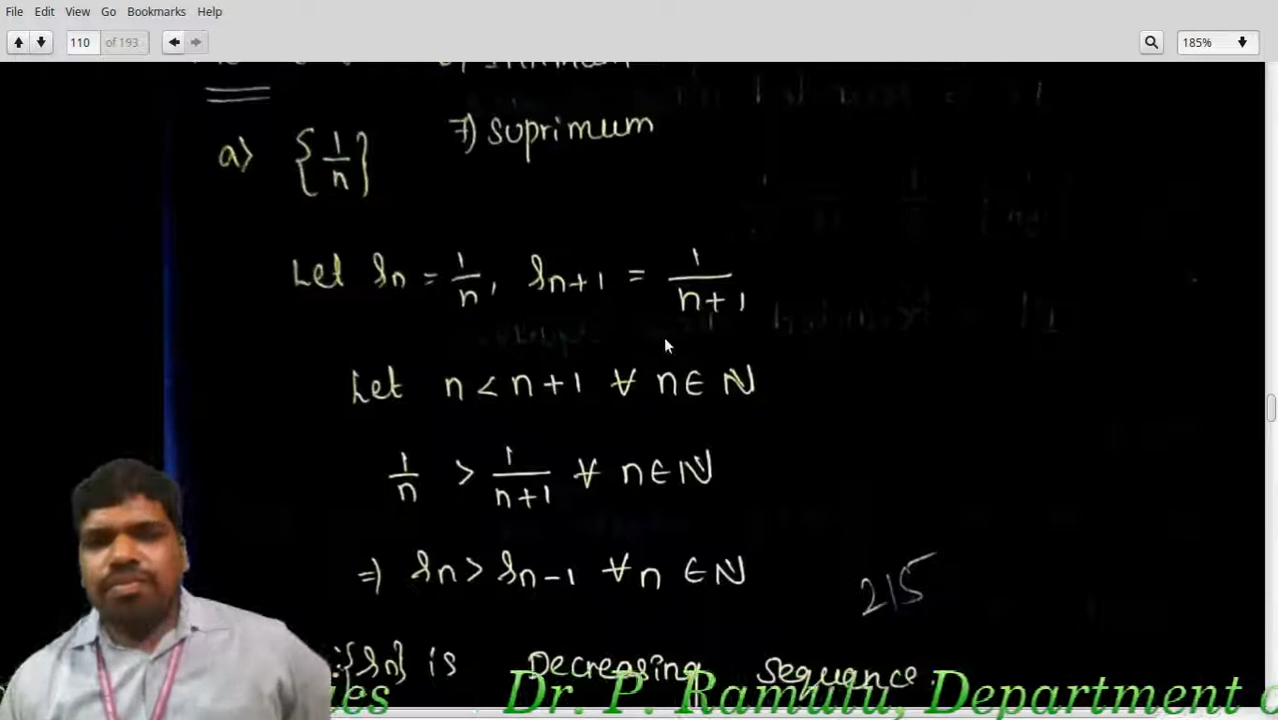 File Edit View Go Bookmarks Help
110 of 193 185%
7) Suprimum
a) {1/n}
Let Sn = 1/n, Sn+1 = 1/n+1
Let n < n+1 ∀ n ∈ N
1/n > 1/n+1 ∀ n ∈ N
⇒ Sn > Sn-1 ∀ n ∈ N
215
∴ {Sn} is Decreasing sequance.
Dr. P. Ramulu, Department o